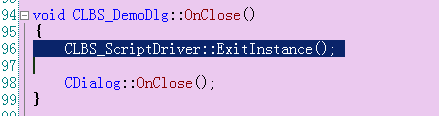 94 void CLBS_DemoDlg::OnClose()
95 {
96 CLBS_ScriptDriver::ExitInstance();
97
98 CDialog::OnClose();
99 }